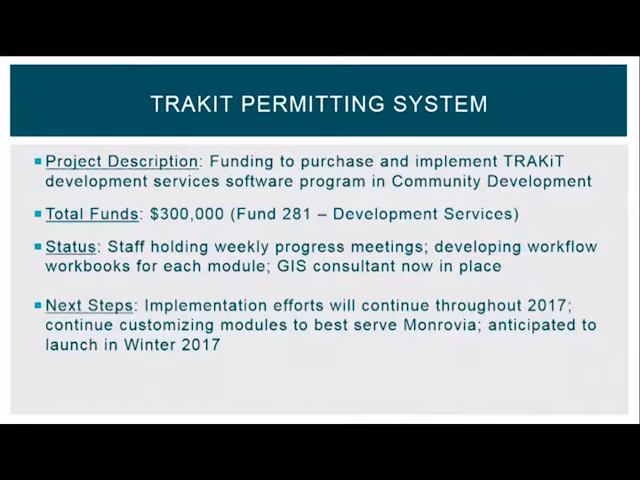 TRAKIT PERMITTING SYSTEM
Project Description: Funding to purchase and implement TRAKiT
development services software program in Community Development
Total Funds: $300,000 (Fund 281 – Development Services)
Status: Staff holding weekly progress meetings; developing workflow
workbooks for each module; GIS consultant now in place
Next Steps: Implementation efforts will continue throughout 2017;
continue customizing modules to best serve Monrovia; anticipated to
launch in Winter 2017